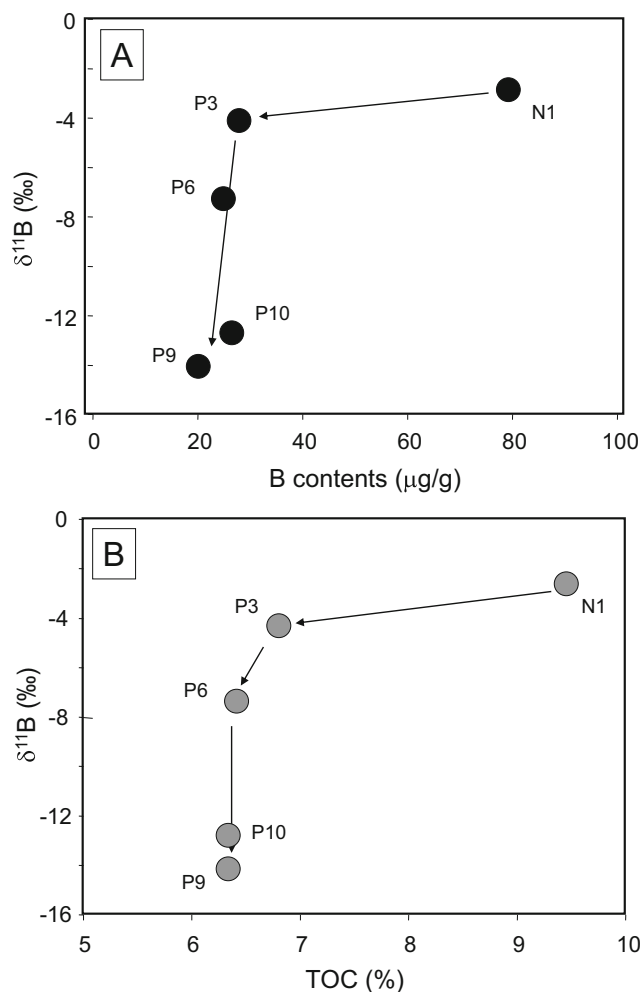 0
A
P3
N1
-4
P6
-8
δ¹¹B (‰)
P10
-12
P9
-16
0 20 40 60 80 100
B contents (μg/g)
0
B
P3
N1
-4
P6
-8
δ¹¹B (‰)
P10
-12
P9
-16
5 6 7 8 9 10
TOC (%)